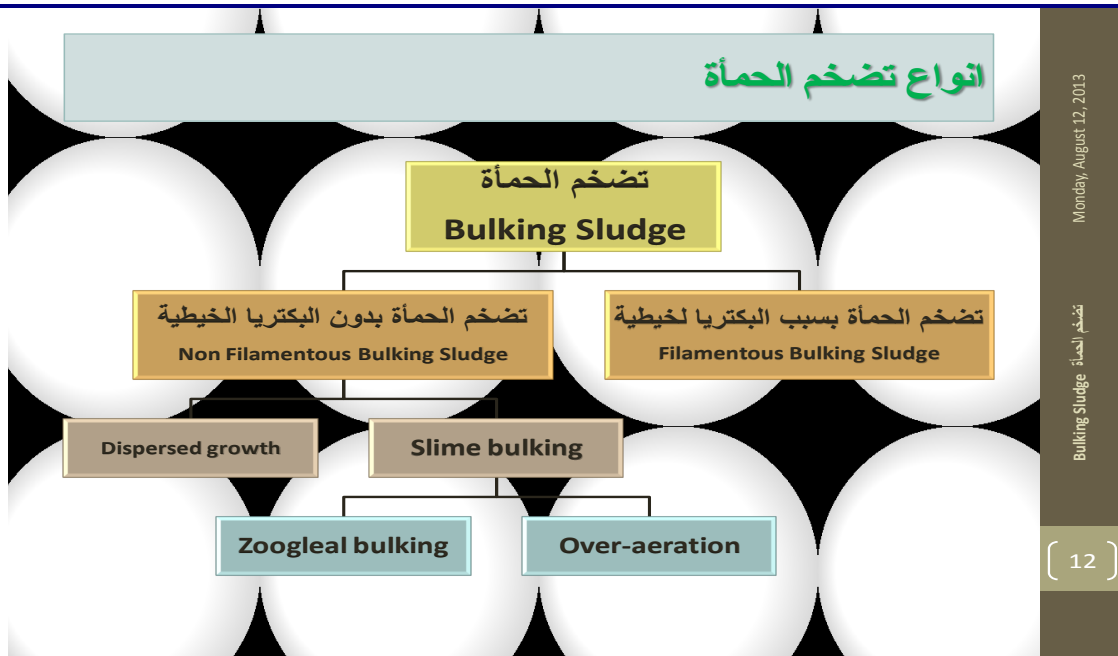 انواع تضخم الحمأة
تضخم الحمأة
Bulking Sludge
تضخم الحمأة بسبب البكتريا لخيطية
Filamentous Bulking Sludge
تضخم الحمأة بدون البكتريا الخيطية
Non Filamentous Bulking Sludge
Dispersed growth
Slime bulking
Zoogleal bulking
Over-aeration
Monday, August 12, 2013
Bulking Sludge تضخم الحمأة
12